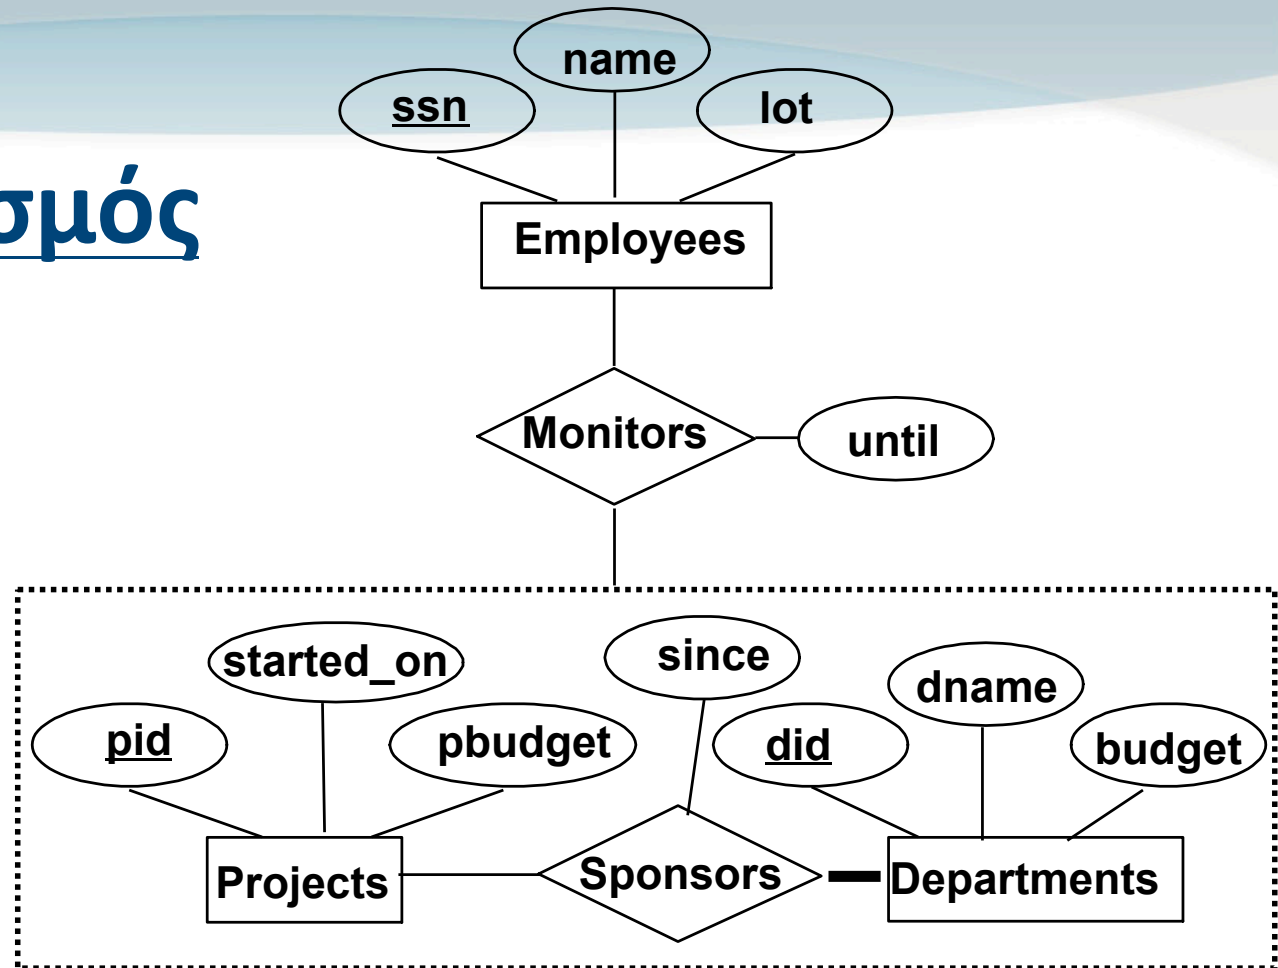 name
ssn
lot
σμός
Employees
Monitors
until
started_on
since
dname
pid
pbudget
did
budget
Projects
Sponsors
Departments